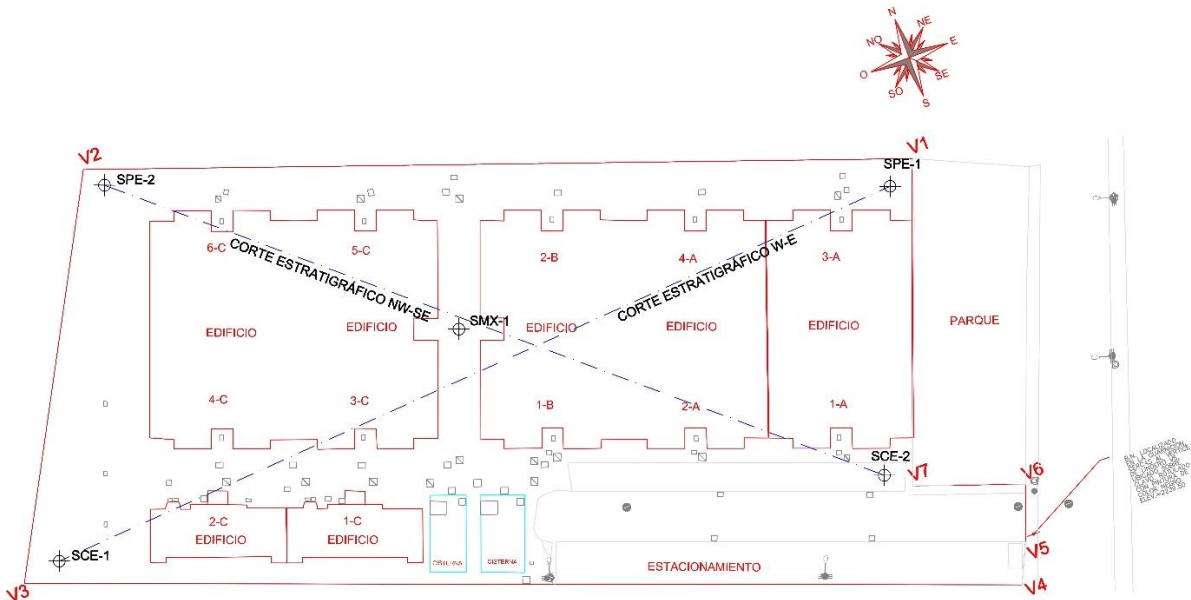 N
NE
NO
E
O
SE
SO
S
V2
V1
SPE-2
SPE-1
6-C
5-C
2-B
4-A
3-A
CORTE ESTRATIGRÁFICO NW-SE
CORTE ESTRATIGRÁFICO W-E
SMX-1
EDIFICIO
EDIFICIO
EDIFICIO
EDIFICIO
EDIFICIO
PARQUE
4-C
3-C
1-B
2-A
1-A
SCE-2
V7
V6
2-C
EDIFICIO
1-C
EDIFICIO
SCE-1
CISTERNA
CISTERNA
ESTACIONAMIENTO
V5
V3
V4
B.N. LOCALIZADO